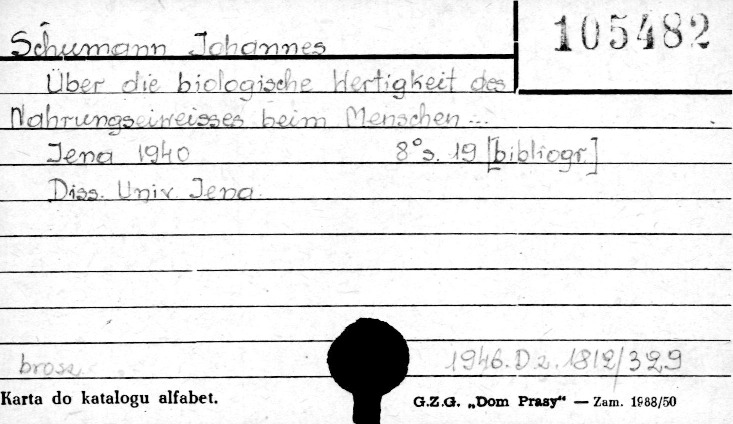 105482
Schumann Johannes
Über die biologische Wertigkeit des
Nahrungseiweisses beim Menschen...
Jena 1940 8° s. 19 [bibliogr.]
Diss. Univ. Jena.
brosz. 1946. Dz. 1812/329
Karta do katalogu alfabet. G.Z.G. „Dom Prasy“ — Zam. 1988/50